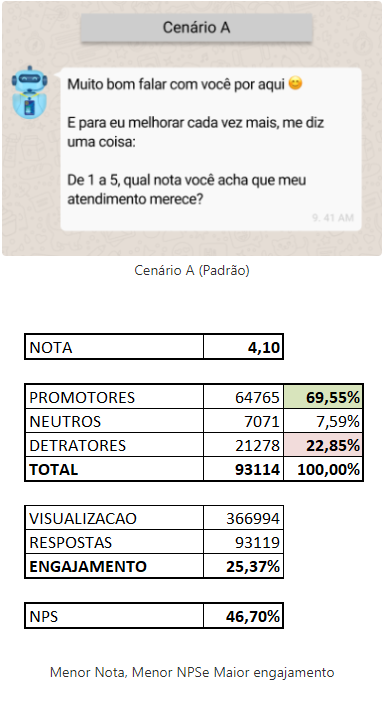 Cenário A
Muito bom falar com você por aqui 😊
E para eu melhorar cada vez mais, me diz
uma coisa:
De 1 a 5, qual nota você acha que meu
atendimento merece?
9:41 AM
Cenário A (Padrão)
NOTA 4,10
PROMOTORES 64765 69,55%
NEUTROS 7071 7,59%
DETRATORES 21278 22,85%
TOTAL 93114 100,00%
VISUALIZACAO 366994
RESPOSTAS 93119
ENGAJAMENTO 25,37%
NPS 46,70%
Menor Nota, Menor NPSe Maior engajamento